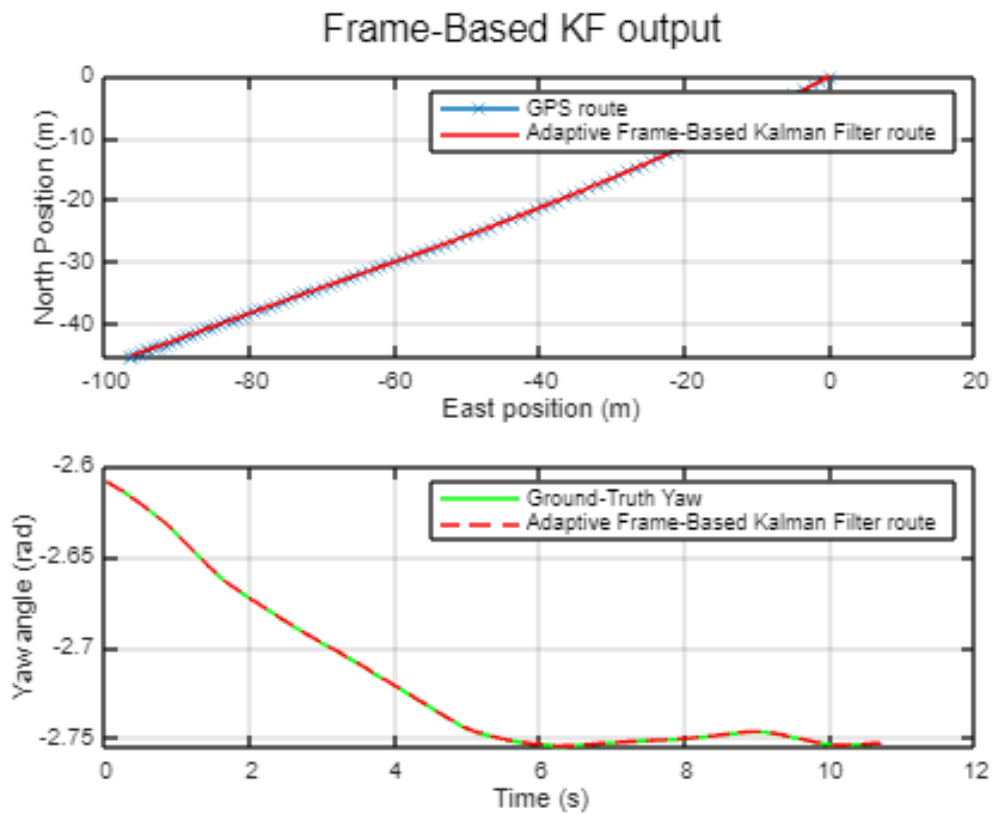 Frame-Based KF output
North Position (m)
0
-10
-20
-30
-40
GPS route
Adaptive Frame-Based Kalman Filter route
-100 -80 -60 -40 -20 0 20
East position (m)
Yaw angle (rad)
-2.6
-2.65
-2.7
-2.75
Ground-Truth Yaw
Adaptive Frame-Based Kalman Filter route
0 2 4 6 8 10 12
Time (s)